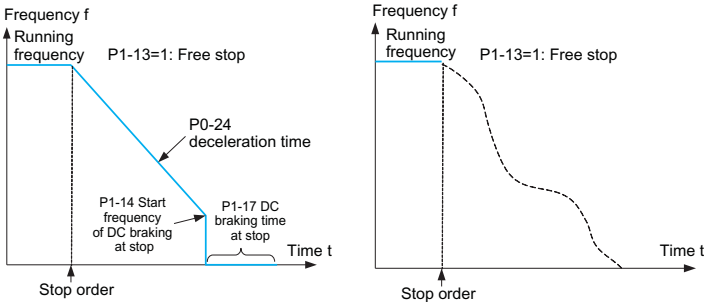 Frequency f
Running
frequency
P1-13=1: Free stop
P0-24
deceleration time
P1-14 Start
frequency
of DC braking
at stop
P1-17 DC
braking time
at stop
Time t
Stop order
Frequency f
Running
frequency
P1-13=1: Free stop
Time t
Stop order